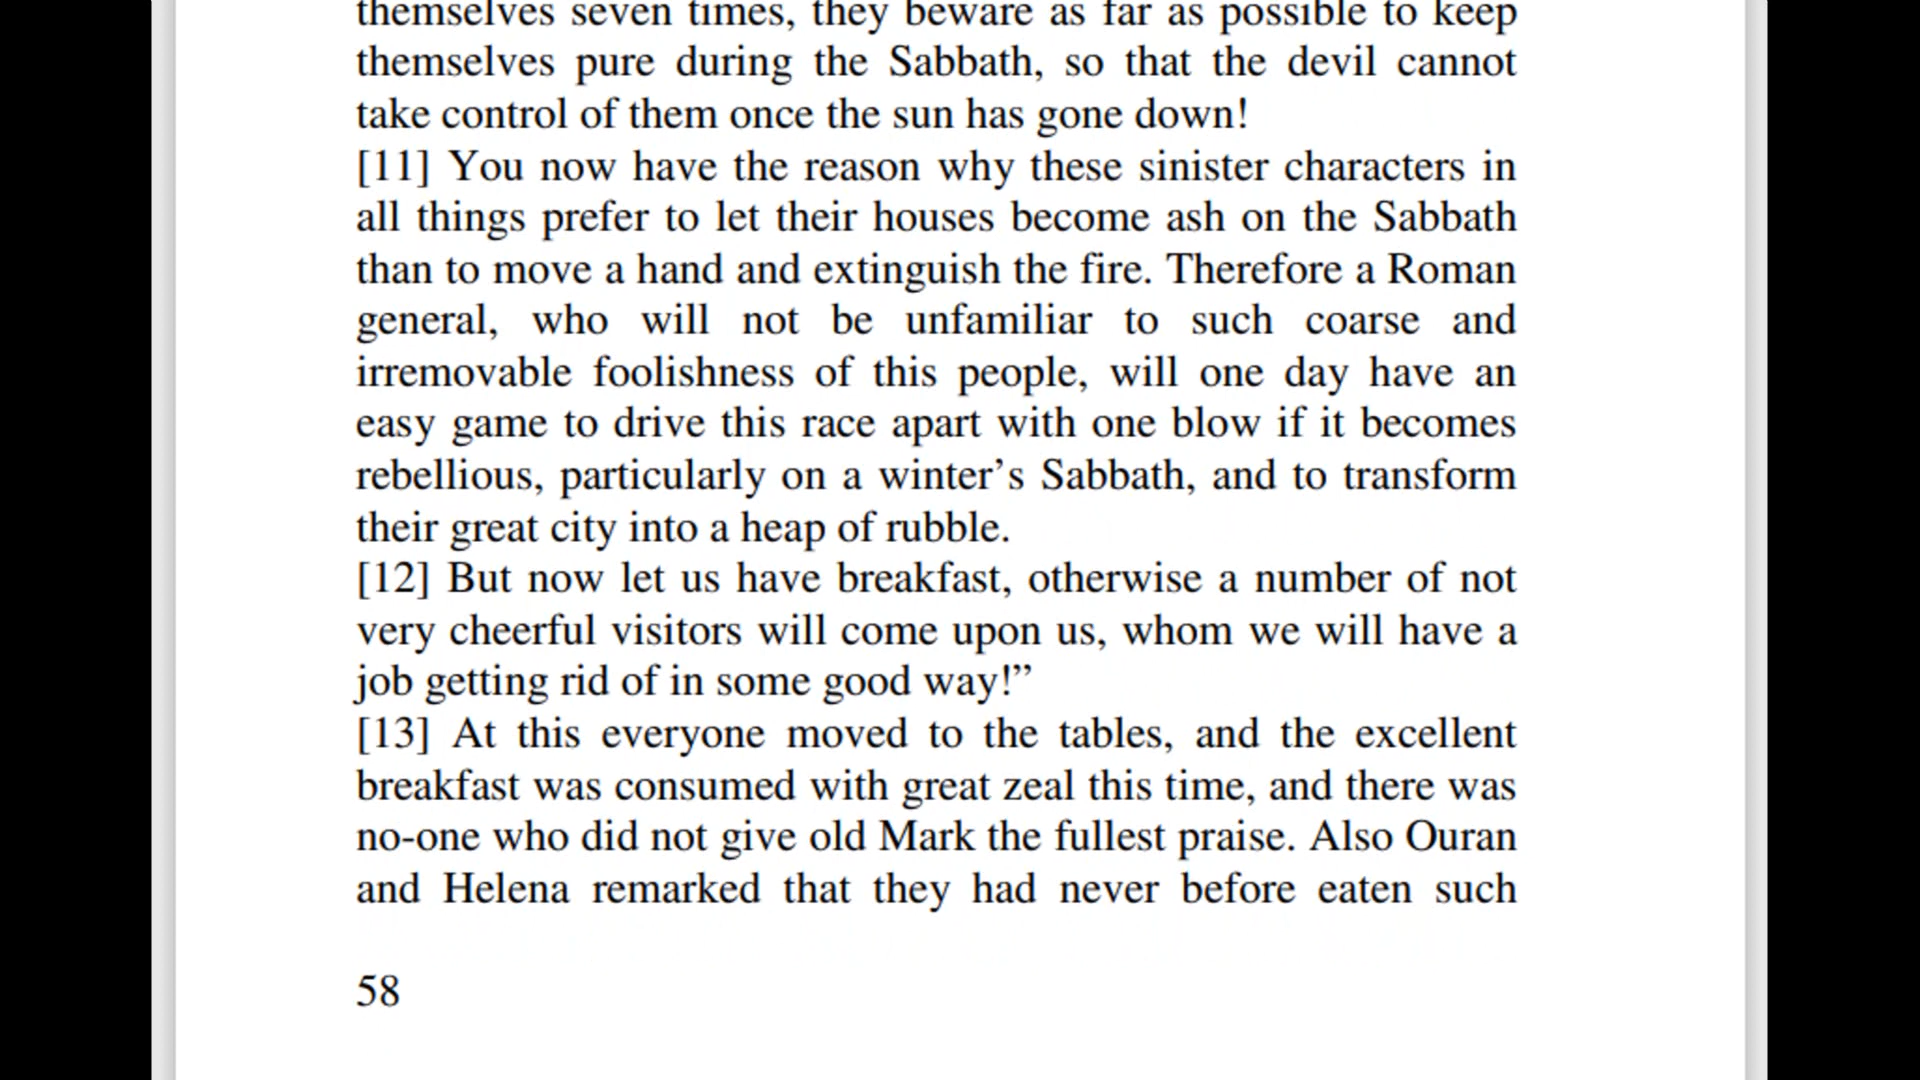 themselves seven times, they beware as far as possible to keep
themselves pure during the Sabbath, so that the devil cannot
take control of them once the sun has gone down!
[11] You now have the reason why these sinister characters in
all things prefer to let their houses become ash on the Sabbath
than to move a hand and extinguish the fire. Therefore a Roman
general, who will not be unfamiliar to such coarse and
irremovable foolishness of this people, will one day have an
easy game to drive this race apart with one blow if it becomes
rebellious, particularly on a winter’s Sabbath, and to transform
their great city into a heap of rubble.
[12] But now let us have breakfast, otherwise a number of not
very cheerful visitors will come upon us, whom we will have a
job getting rid of in some good way!”
[13] At this everyone moved to the tables, and the excellent
breakfast was consumed with great zeal this time, and there was
no-one who did not give old Mark the fullest praise. Also Ouran
and Helena remarked that they had never before eaten such
58